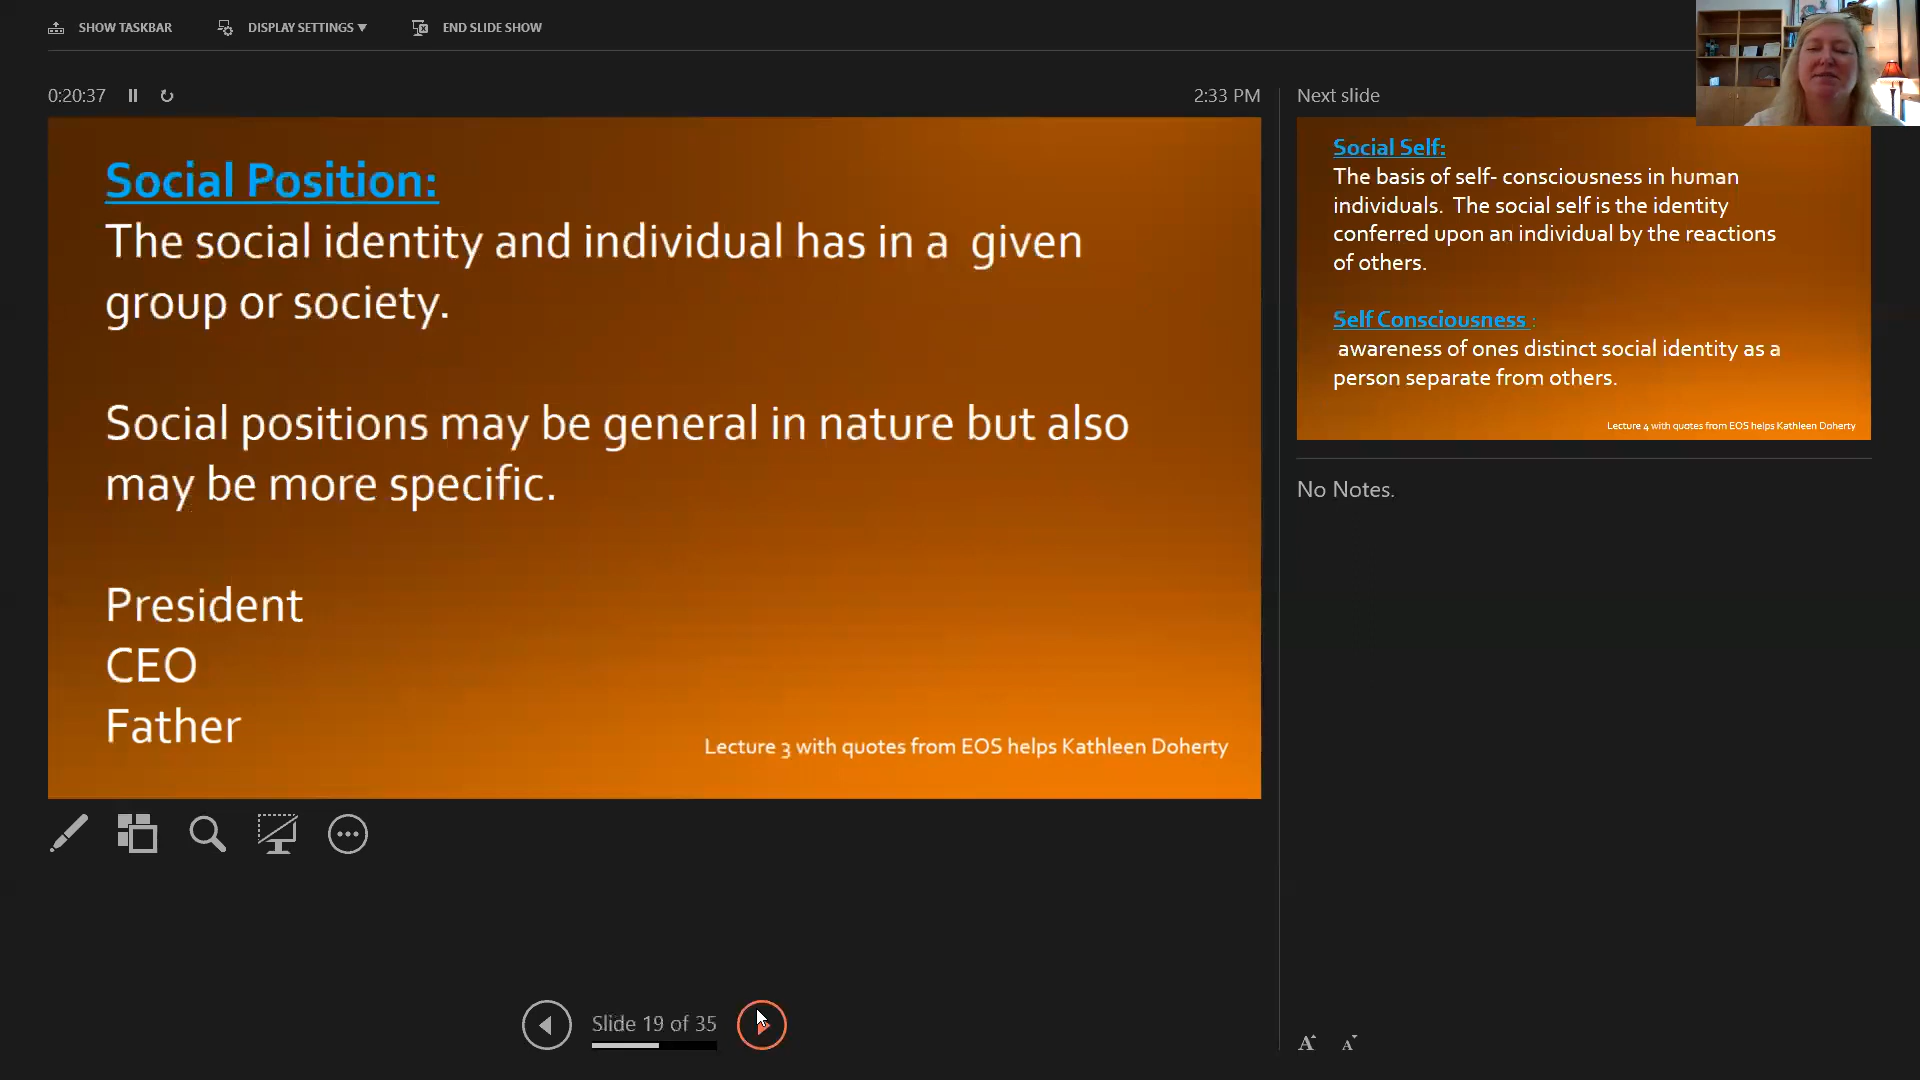 SHOW TASKBAR
DISPLAY SETTINGS ▼
END SLIDE SHOW
0:20:37
2:33 PM
Social Position:
The social identity and individual has in a given
group or society.
Social positions may be general in nature but also
may be more specific.
President
CEO
Father
Lecture 3 with quotes from EOS helps Kathleen Doherty
Slide 19 of 35
Next slide
Social Self:
The basis of self- consciousness in human
individuals. The social self is the identity
conferred upon an individual by the reactions
of others.
Self Consciousness :
awareness of ones distinct social identity as a
person separate from others.
Lecture 4 with quotes from EOS helps Kathleen Doherty
No Notes.
A A